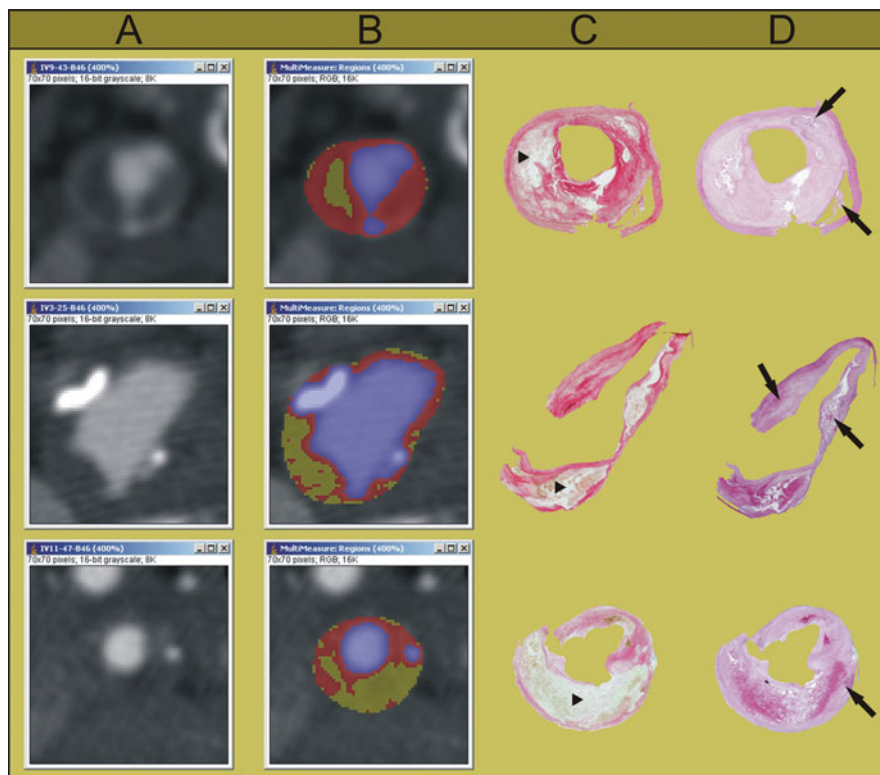 A B C D
IV9-43-B46 (400%)
70x70 pixels; 16-bit grayscale; 8K
MultiMeasure: Regions (400%)
70x70 pixels; RGB; 16K
IV3-25-B46 (400%)
70x70 pixels; 16-bit grayscale; 8K
MultiMeasure: Regions (400%)
70x70 pixels; RGB; 16K
IV11-47-B46 (400%)
70x70 pixels; 16-bit grayscale; 8K
MultiMeasure: Regions (400%)
70x70 pixels; RGB; 16K